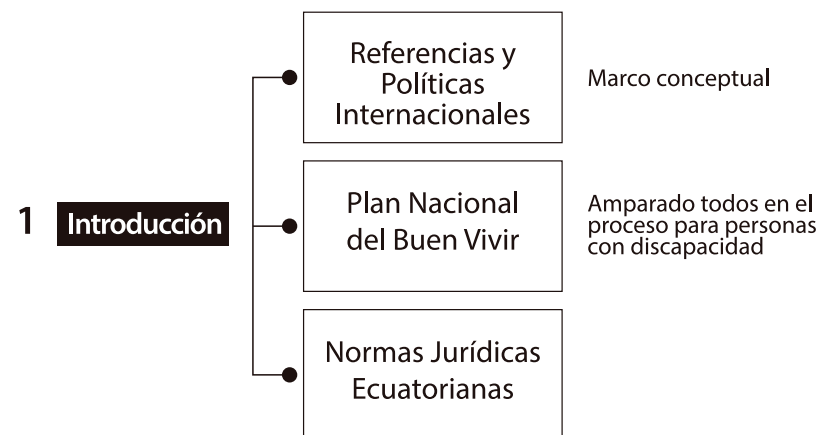 Referencias y
Políticas
Internacionales
Marco conceptual
1 Introducción
Plan Nacional
del Buen Vivir
Amparado todos en el
proceso para personas
con discapacidad
Normas Jurídicas
Ecuatorianas